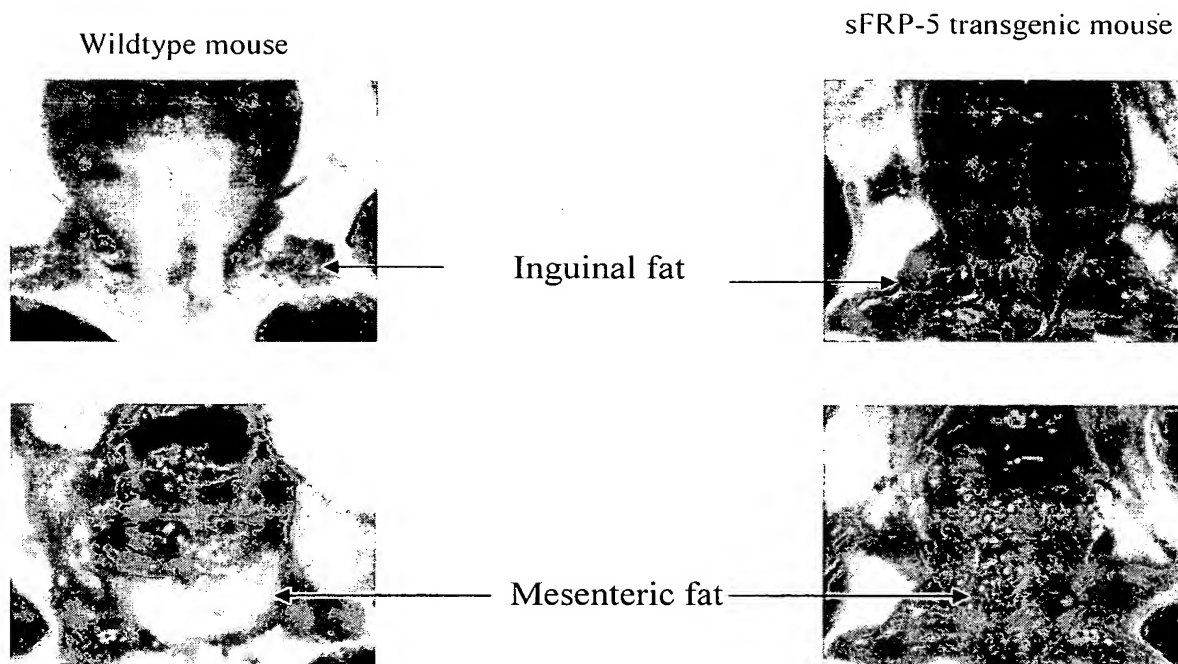 Wildtype mouse
sFRP-5 transgenic mouse
Inguinal fat
Mesenteric fat